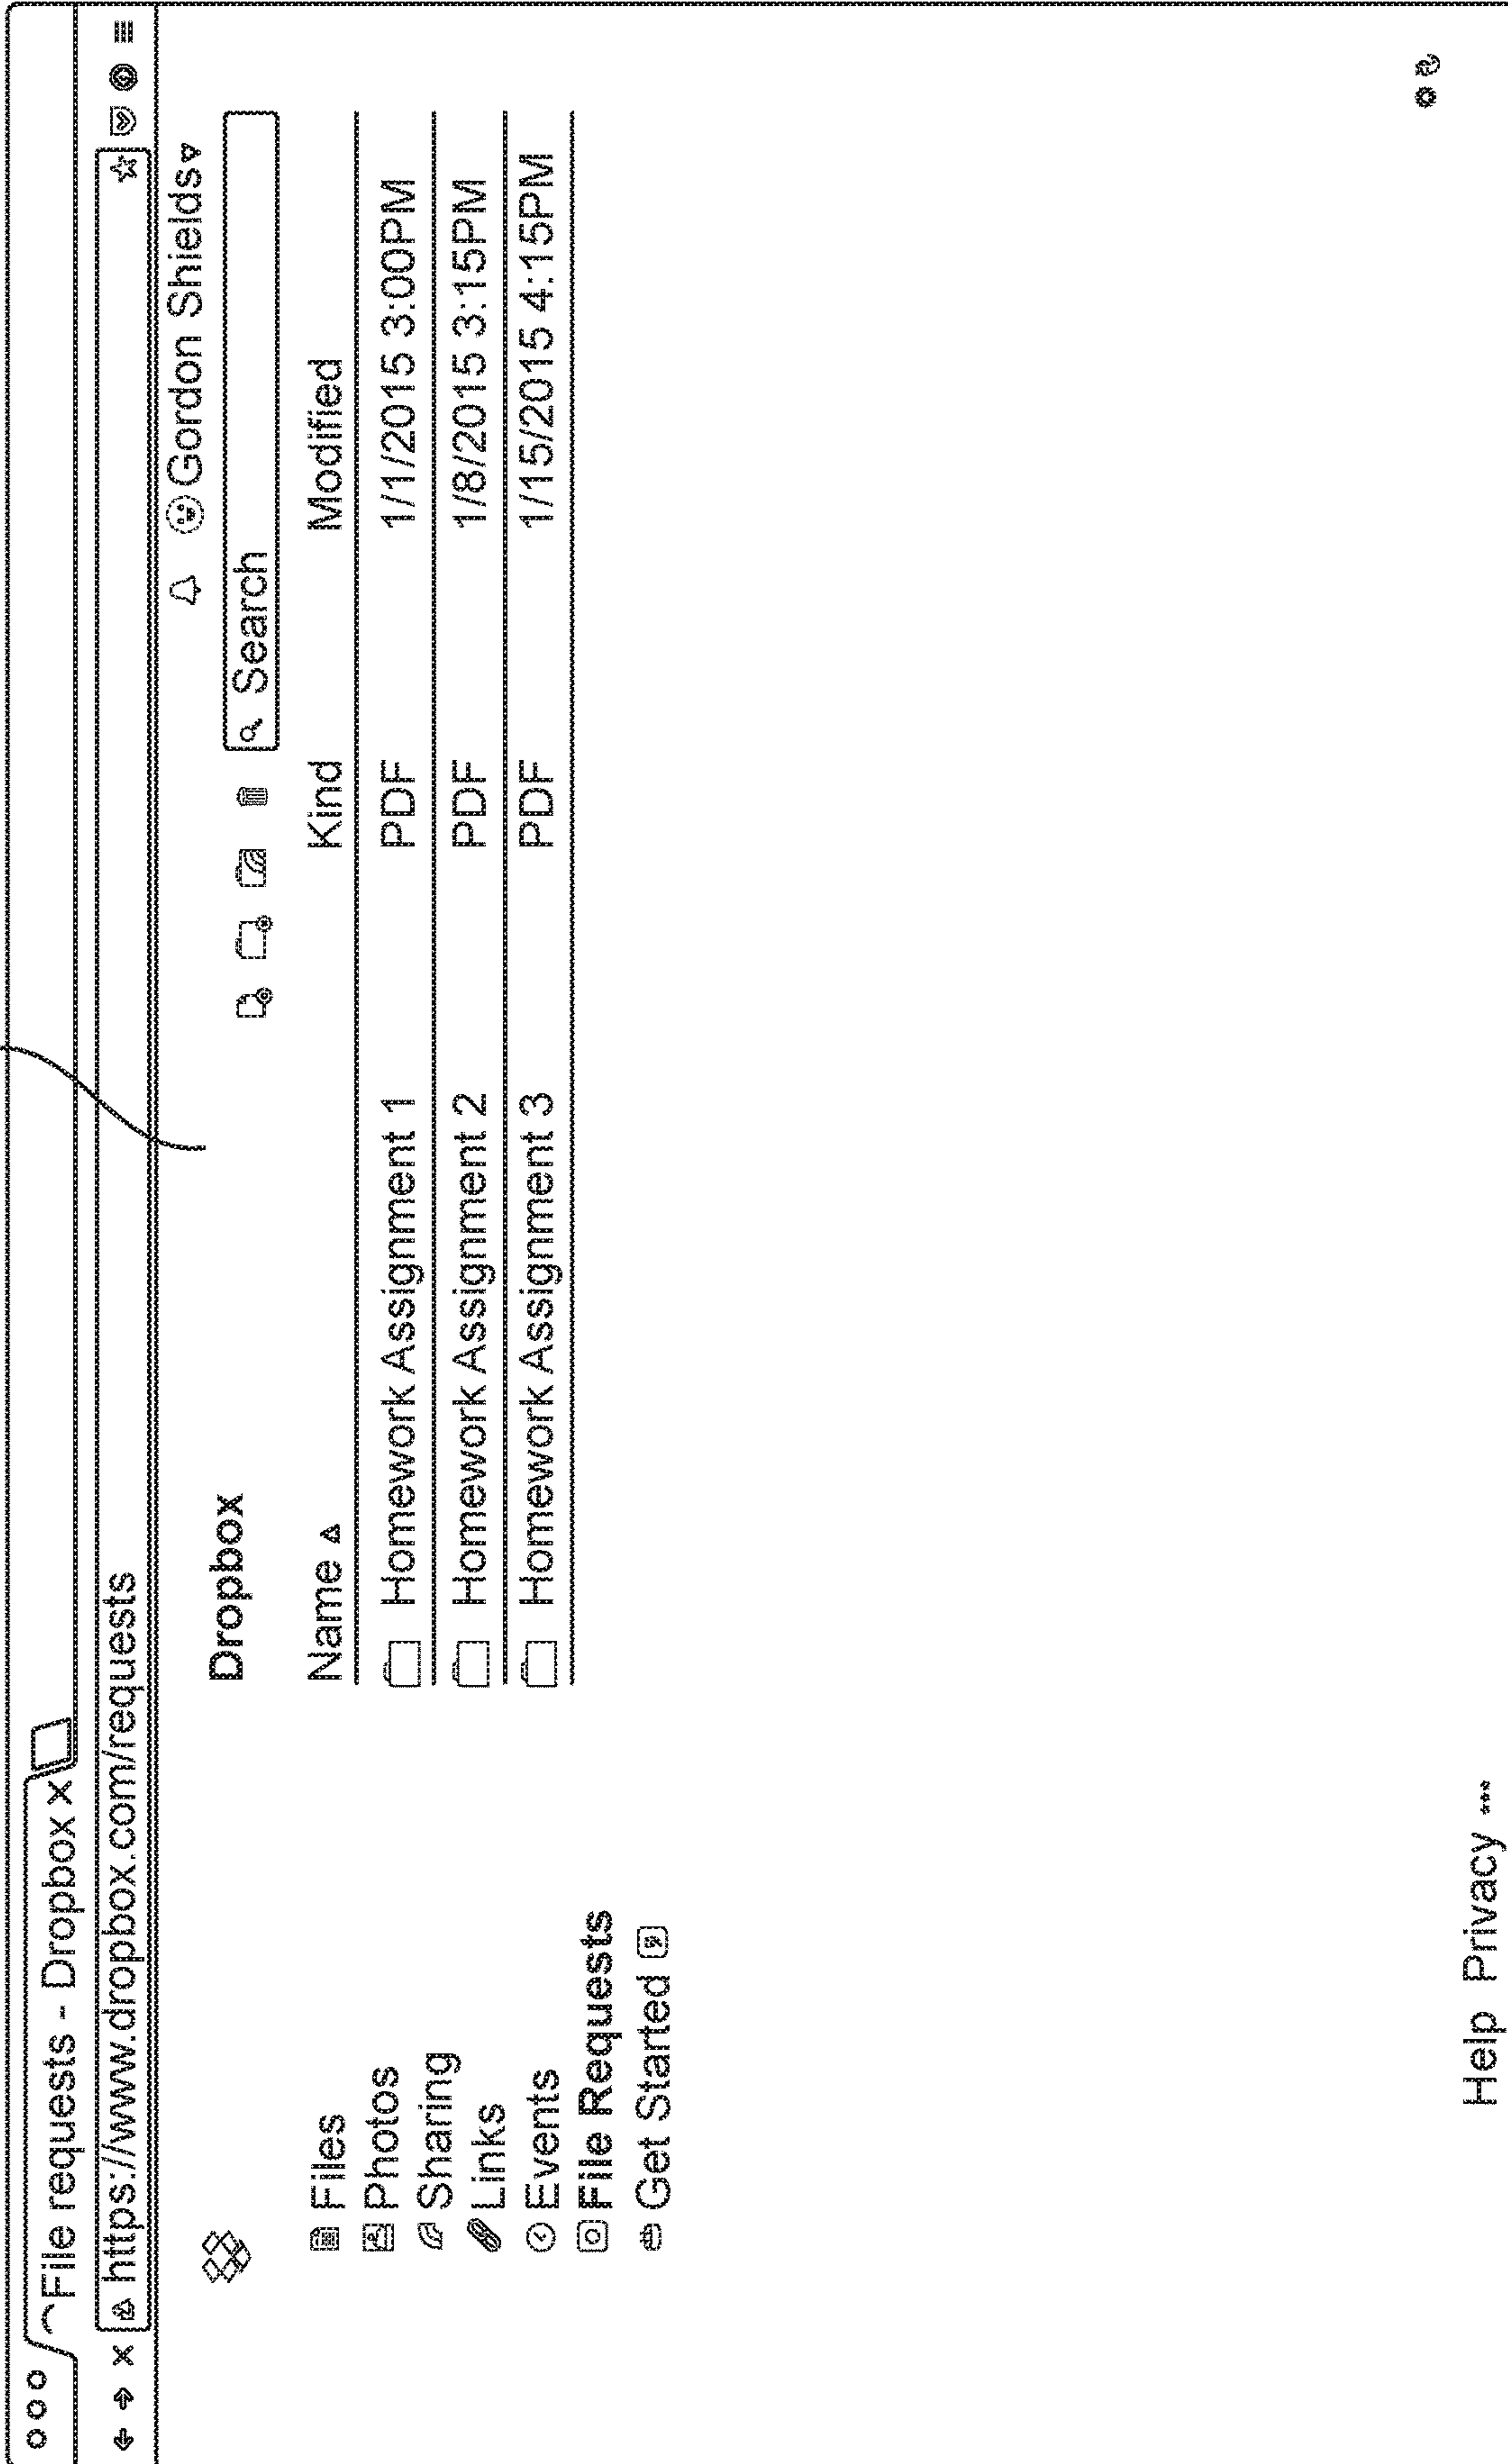 File requests - Dropbox X
https://www.dropbox.com/requests
Gordon Shields
Dropbox
Search
Name Kind Modified
Homework Assignment 1 PDF 1/1/2015 3:00PM
Homework Assignment 2 PDF 1/8/2015 3:15PM
Homework Assignment 3 PDF 1/15/2015 4:15PM
Files
Photos
Sharing
Links
Events
File Requests
Get Started
Help Privacy